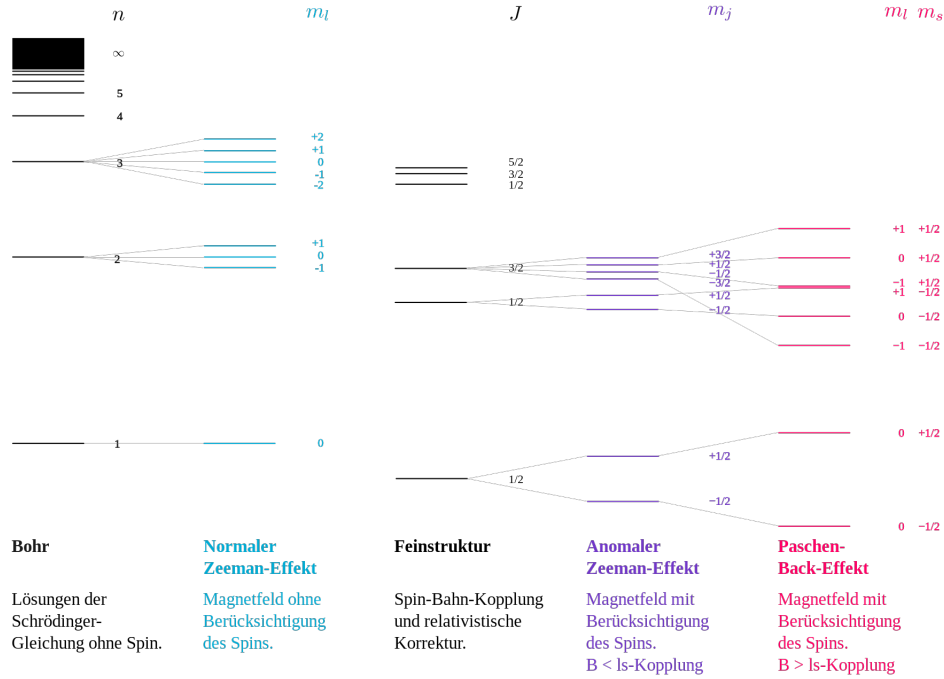 n m_l J m_j m_l m_s
∞
5
4
3
2
1
+2
+1
0
-1
-2
+1
0
-1
0
5/2
3/2
1/2
3/2
1/2
1/2
+3/2
+1/2
−1/2
−3/2
+1/2
−1/2
+1/2
−1/2
+1 +1/2
0 +1/2
−1 +1/2
+1 −1/2
0 −1/2
−1 −1/2
0 +1/2
0 −1/2
Bohr
Lösungen der
Schrödinger-
Gleichung ohne Spin.
Normaler
Zeeman-Effekt
Magnetfeld ohne
Berücksichtigung
des Spins.
Feinstruktur
Spin-Bahn-Kopplung
und relativistische
Korrektur.
Anomaler
Zeeman-Effekt
Magnetfeld mit
Berücksichtigung
des Spins.
B < ls-Kopplung
Paschen-
Back-Effekt
Magnetfeld mit
Berücksichtigung
des Spins.
B > ls-Kopplung